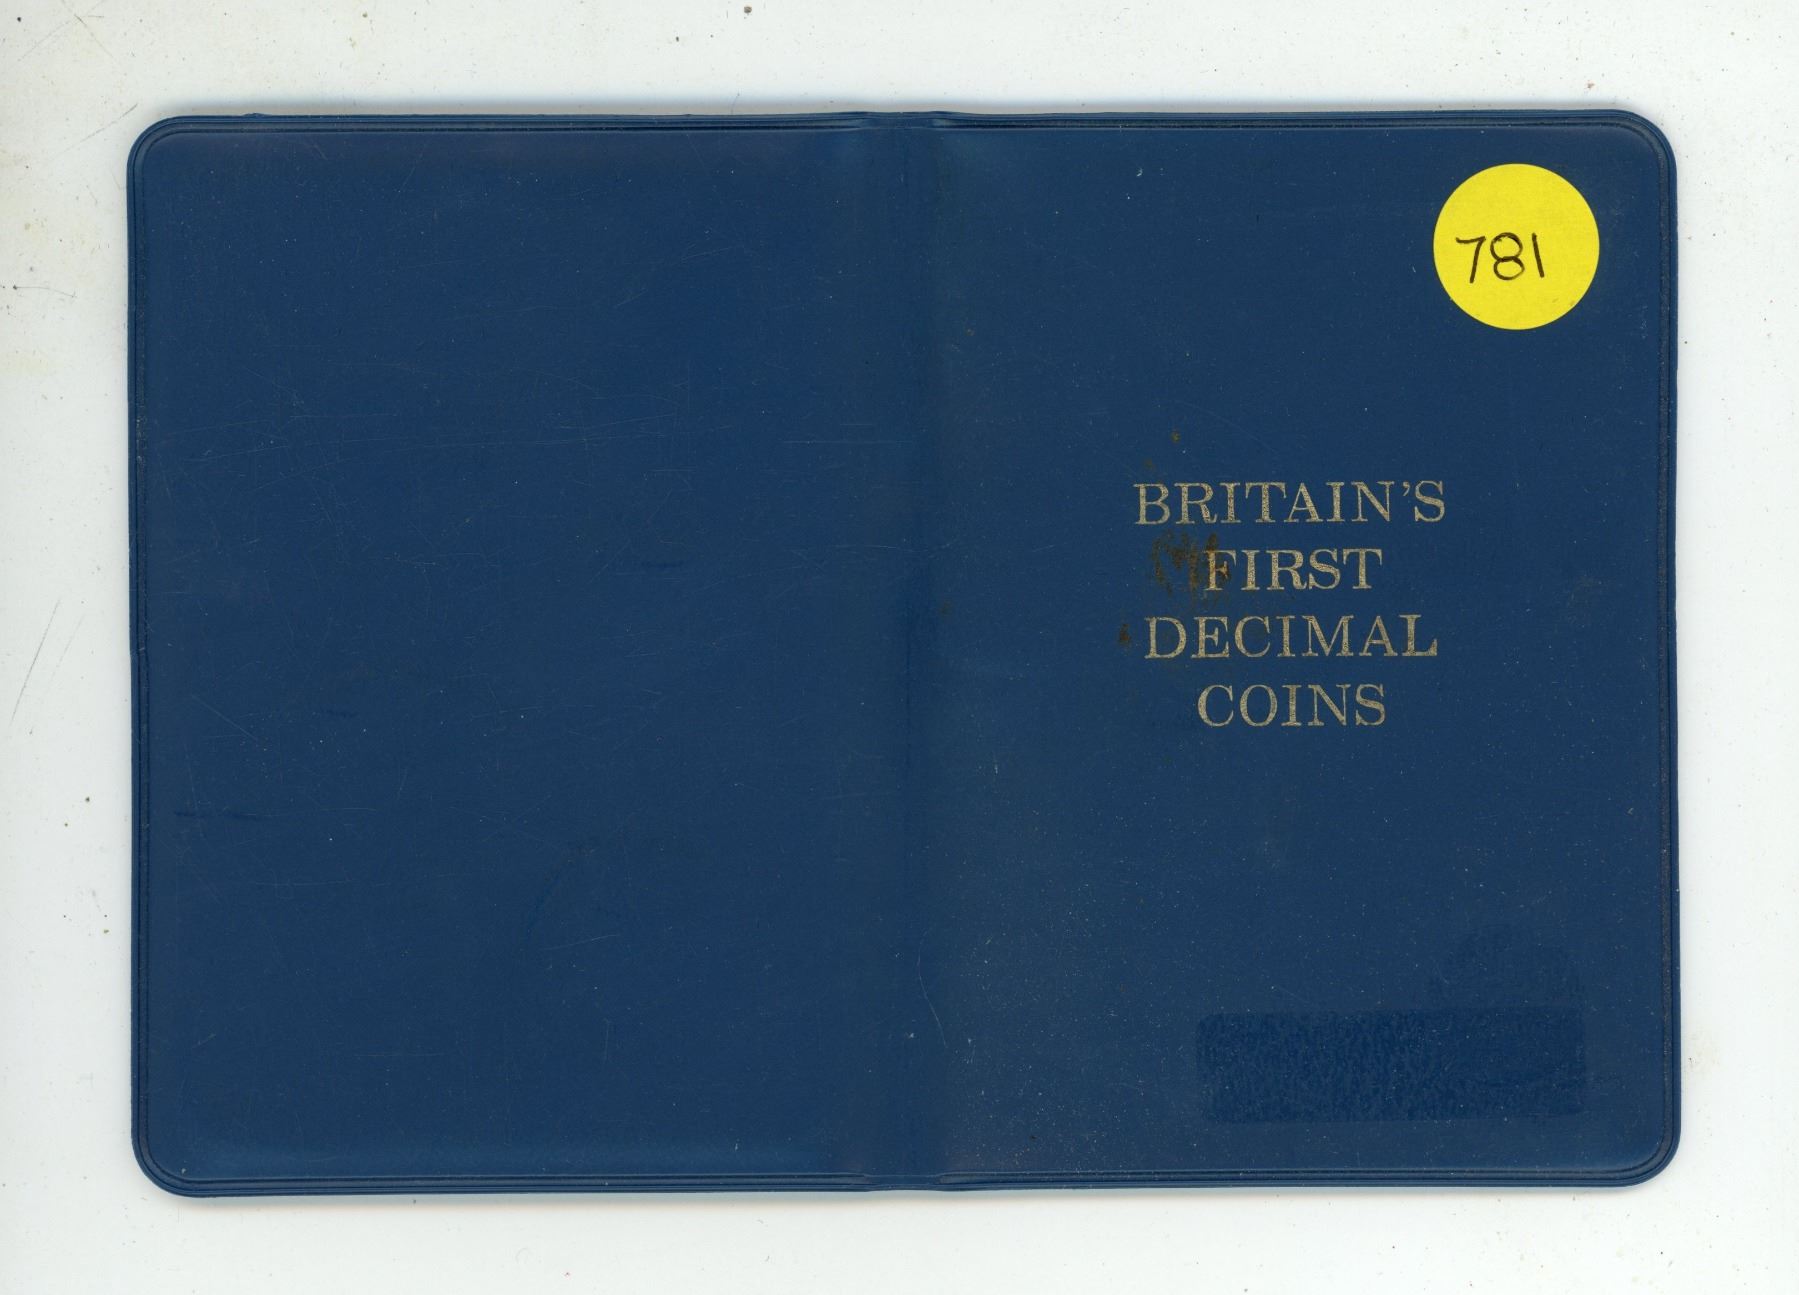 781
BRITAIN'S
FIRST
DECIMAL
COINS